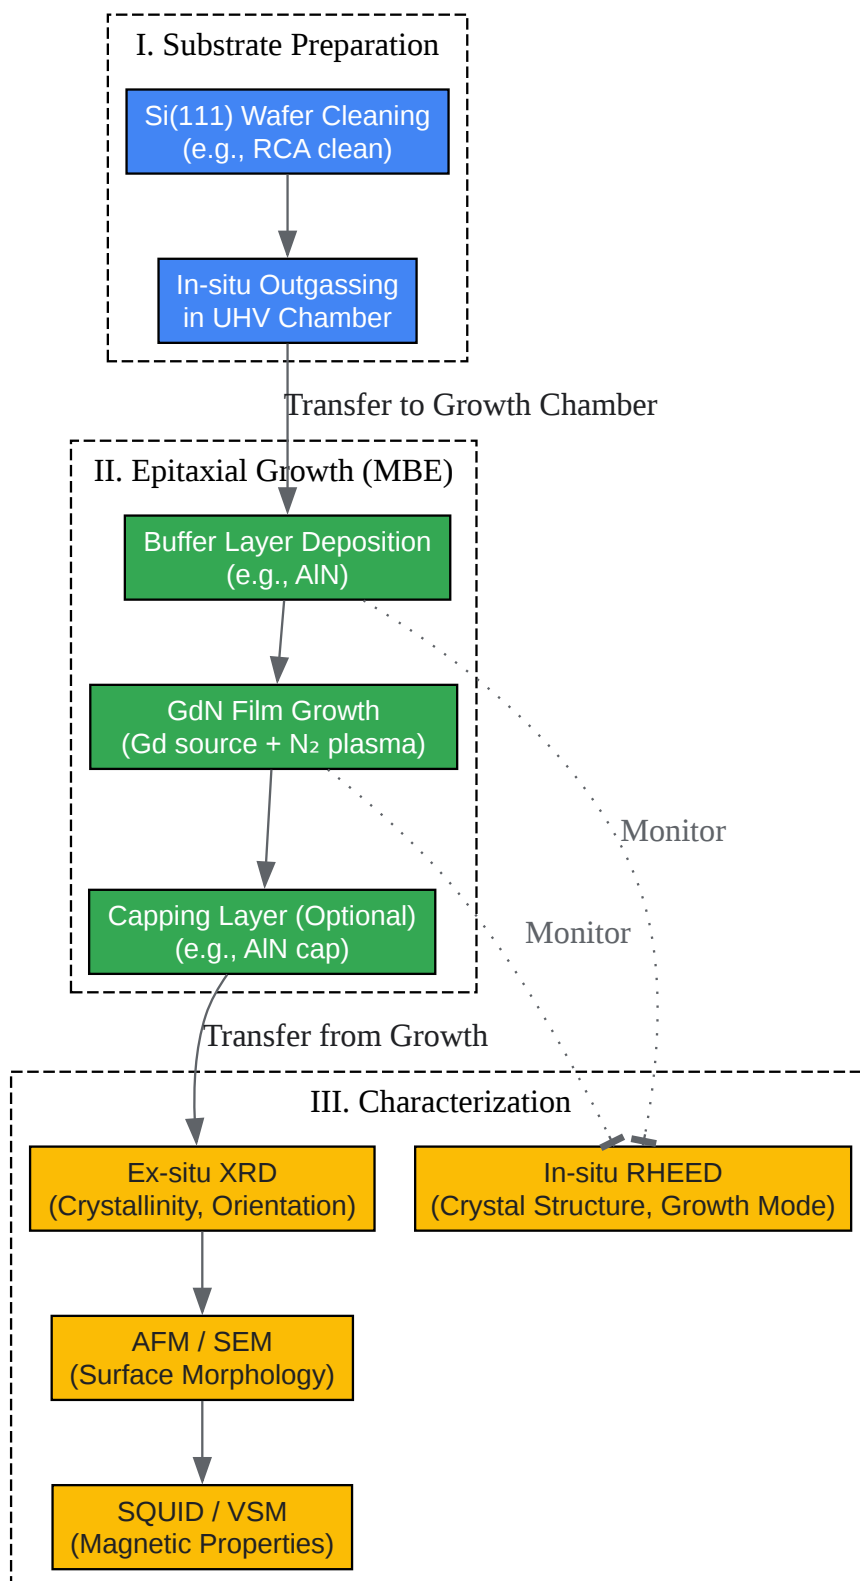 I. Substrate Preparation
Si(111) Wafer Cleaning
(e.g., RCA clean)
In-situ Outgassing
in UHV Chamber
Transfer to Growth Chamber
II. Epitaxial Growth (MBE)
Buffer Layer Deposition
(e.g., AlN)
GdN Film Growth
(Gd source + N₂ plasma)
Monitor
Capping Layer (Optional)
(e.g., AlN cap)
Monitor
Transfer from Growth
III. Characterization
Ex-situ XRD
(Crystallinity, Orientation)
In-situ RHEED
(Crystal Structure, Growth Mode)
AFM / SEM
(Surface Morphology)
SQUID / VSM
(Magnetic Properties)